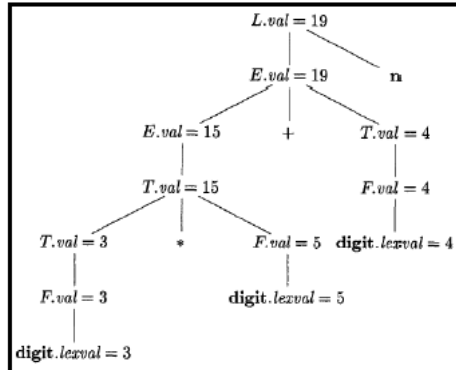 L.val = 19
E.val = 19 n
E.val = 15 + T.val = 4
T.val = 15 F.val = 4
T.val = 3 * F.val = 5 digit.lexval = 4
F.val = 3 digit.lexval = 5
digit.lexval = 3